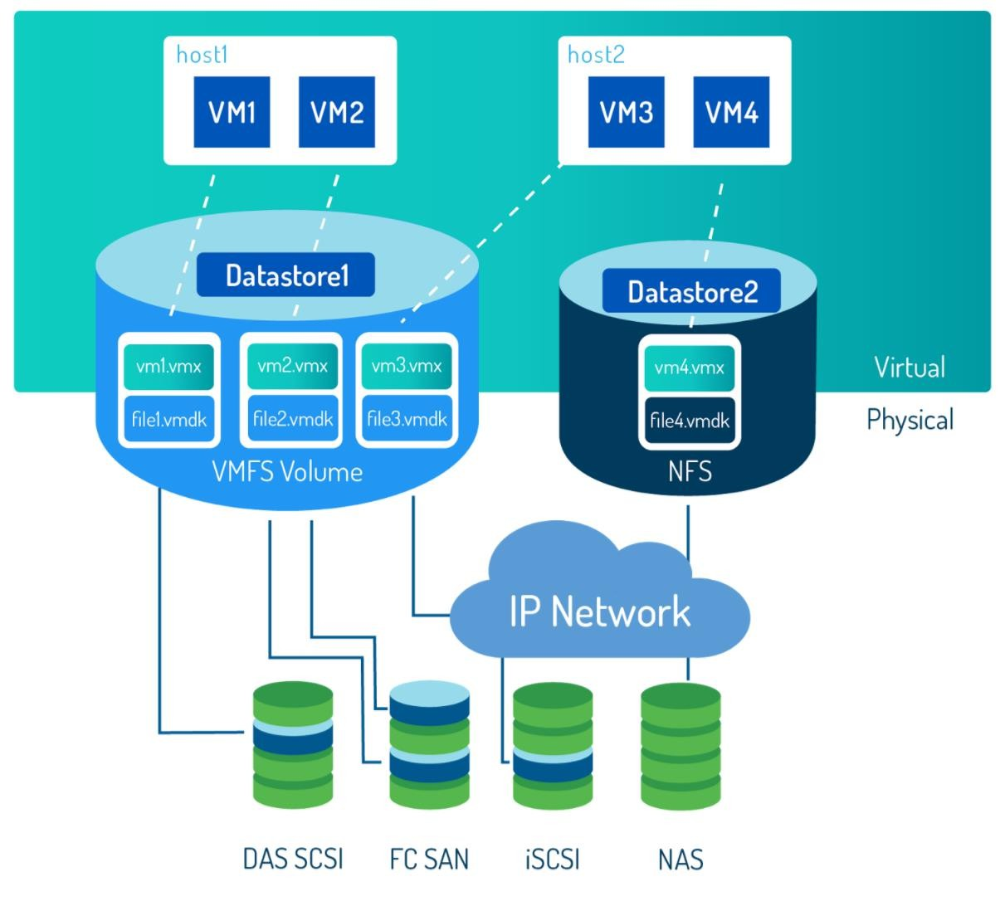 host1
host2
VM1
VM2
VM3
VM4
Datastore1
Datastore2
vm1.vmx
vm2.vmx
vm3.vmx
vm4.vmx
Virtual
file1.vmdk
file2.vmdk
file3.vmdk
file4.vmdk
Physical
VMFS Volume
NFS
IP Network
DAS SCSI
FC SAN
iSCSI
NAS